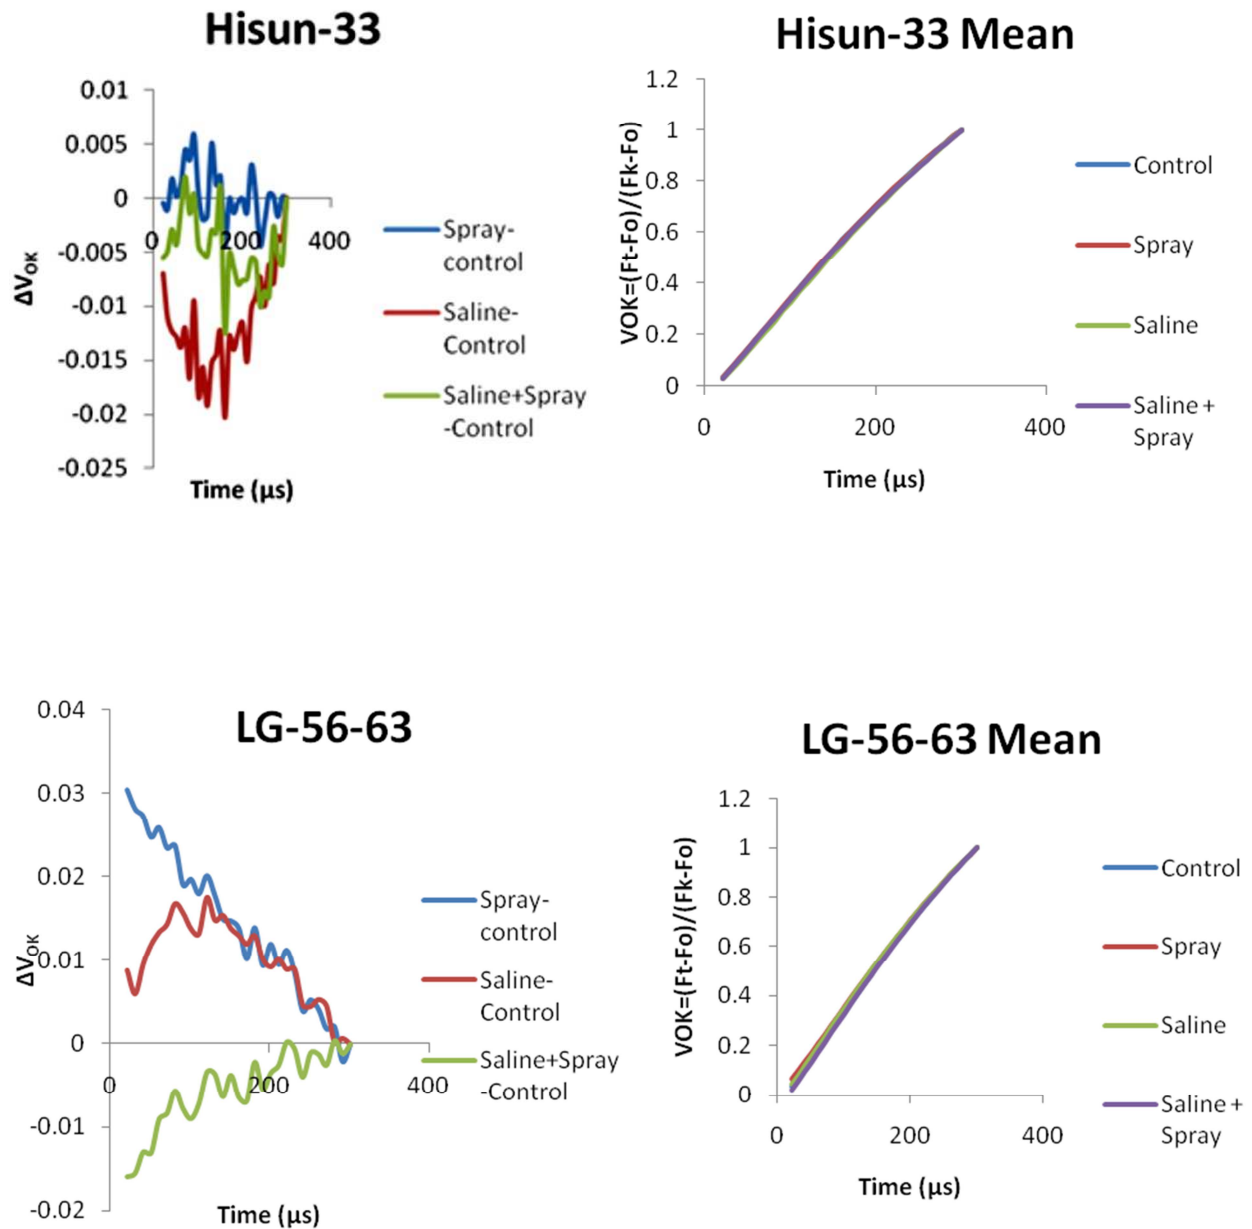 Hisun-33
0.01
0.005
0
-0.005
-0.01
-0.015
-0.02
-0.025
0
200
400
ΔV_OK
Time (μs)
Spray-
control
Saline-
Control
Saline+Spray
-Control
Hisun-33 Mean
1.2
1
0.8
0.6
0.4
0.2
0
0
200
400
VOK=(Ft-Fo)/(Fk-Fo)
Time (μs)
Control
Spray
Saline
Saline +
Spray
LG-56-63
0.04
0.03
0.02
0.01
0
-0.01
-0.02
0
200
400
ΔV_OK
Time (μs)
Spray-
control
Saline-
Control
Saline+Spray
-Control
LG-56-63 Mean
1.2
1
0.8
0.6
0.4
0.2
0
0
200
400
VOK=(Ft-Fo)/(Fk-Fo)
Time (μs)
Control
Spray
Saline
Saline +
Spray